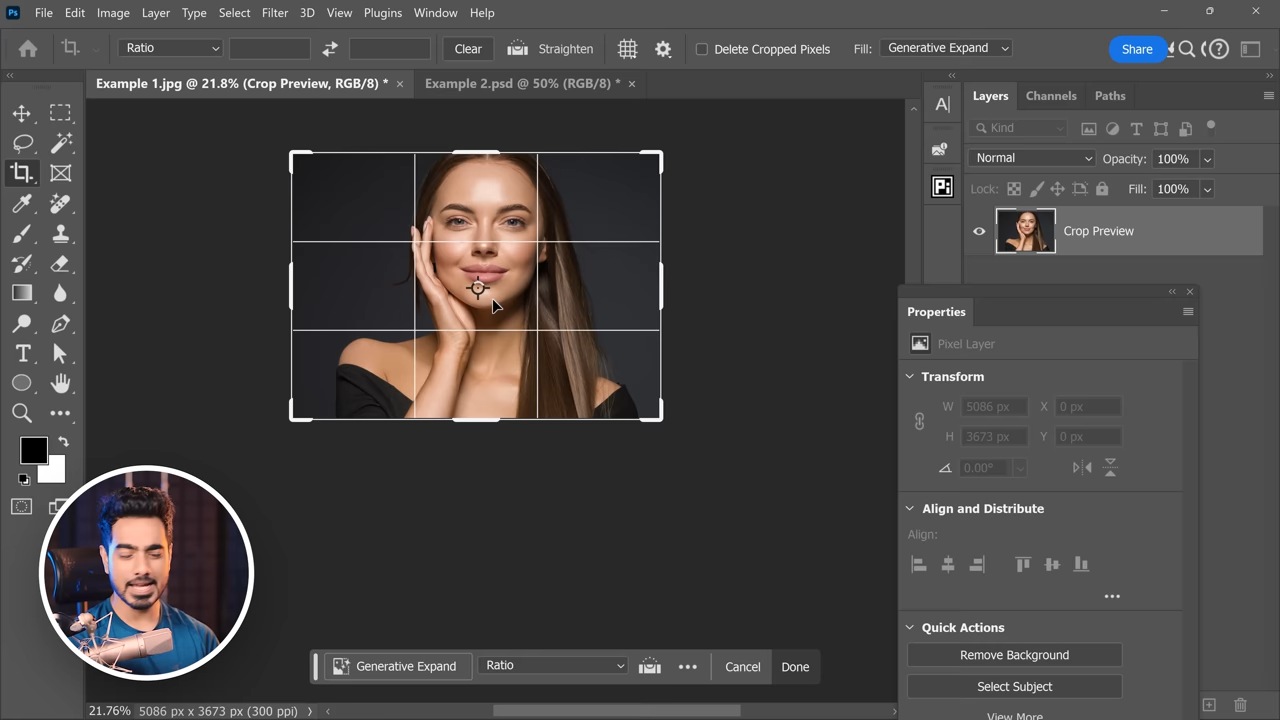 Ps File Edit Image Layer Type Select Filter 3D View Plugins Window Help
Ratio Clear Straighten Delete Cropped Pixels Fill: Generative Expand Share
Example 1.jpg @ 21.8% (Crop Preview, RGB/8) * × Example 2.psd @ 50% (RGB/8) * ×
Layers Channels Paths
Kind
Normal Opacity: 100%
Lock: Fill: 100%
Crop Preview
Properties
Pixel Layer
Transform
W 5086 px X 0 px
H 3673 px Y 0 px
0.00°
Align and Distribute
Align:
Quick Actions
Remove Background
Select Subject
View More
Generative Expand Ratio Cancel Done
21.76% 5086 px x 3673 px (300 ppi)